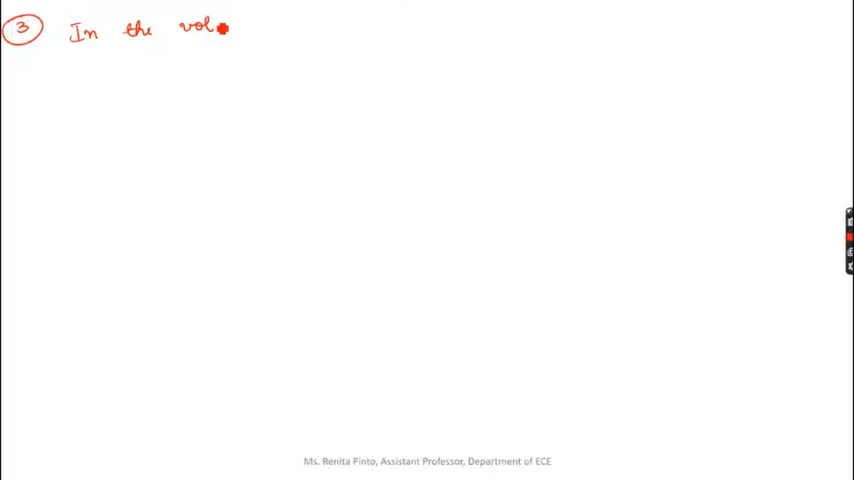 3 In the vol
Ms. Renita Pinto, Assistant Professor, Department of ECE